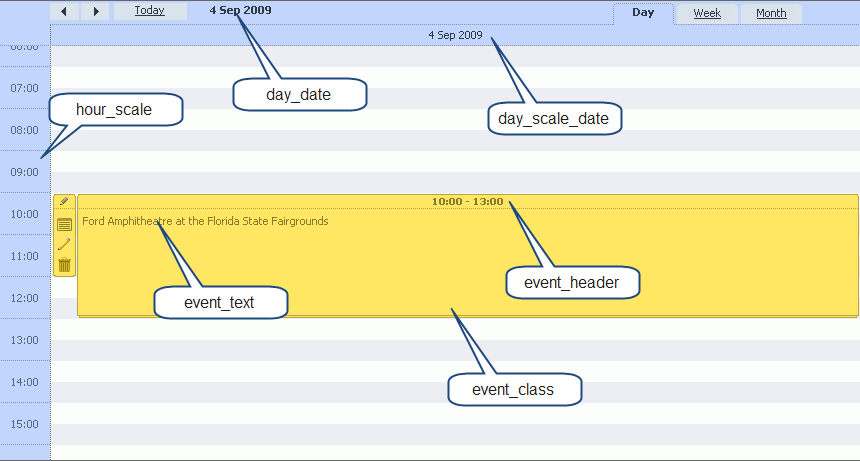 Today
4 Sep 2009
Day
Week
Month
4 Sep 2009
day_date
day_scale_date
hour_scale
07:00
08:00
09:00
10:00
11:00
12:00
13:00
14:00
15:00
10:00 - 13:00
Ford Amphitheatre at the Florida State Fairgrounds
event_text
event_header
event_class